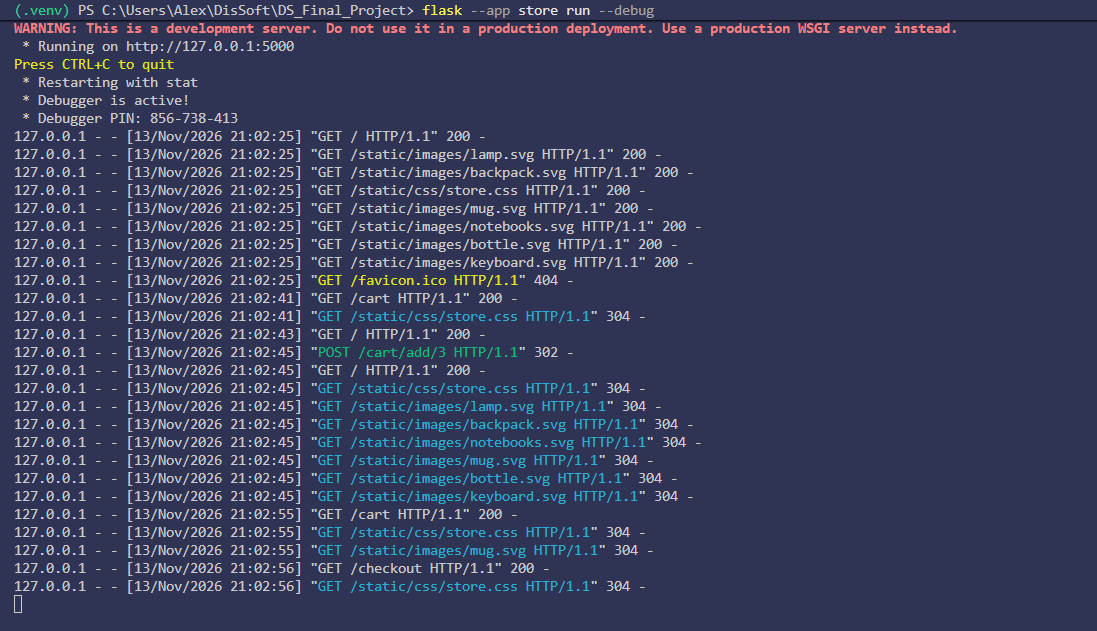 (.venv) PS C:\Users\Alex\DisSoft\DS_Final_Project> flask --app store run --debug
WARNING: This is a development server. Do not use it in a production deployment. Use a production WSGI server instead.
 * Running on http://127.0.0.1:5000
Press CTRL+C to quit
 * Restarting with stat
 * Debugger is active!
 * Debugger PIN: 856-738-413
127.0.0.1 - - [13/Nov/2026 21:02:25] "GET / HTTP/1.1" 200 -
127.0.0.1 - - [13/Nov/2026 21:02:25] "GET /static/images/lamp.svg HTTP/1.1" 200 -
127.0.0.1 - - [13/Nov/2026 21:02:25] "GET /static/images/backpack.svg HTTP/1.1" 200 -
127.0.0.1 - - [13/Nov/2026 21:02:25] "GET /static/css/store.css HTTP/1.1" 200 -
127.0.0.1 - - [13/Nov/2026 21:02:25] "GET /static/images/mug.svg HTTP/1.1" 200 -
127.0.0.1 - - [13/Nov/2026 21:02:25] "GET /static/images/notebooks.svg HTTP/1.1" 200 -
127.0.0.1 - - [13/Nov/2026 21:02:25] "GET /static/images/bottle.svg HTTP/1.1" 200 -
127.0.0.1 - - [13/Nov/2026 21:02:25] "GET /static/images/keyboard.svg HTTP/1.1" 200 -
127.0.0.1 - - [13/Nov/2026 21:02:25] "GET /favicon.ico HTTP/1.1" 404 -
127.0.0.1 - - [13/Nov/2026 21:02:41] "GET /cart HTTP/1.1" 200 -
127.0.0.1 - - [13/Nov/2026 21:02:41] "GET /static/css/store.css HTTP/1.1" 304 -
127.0.0.1 - - [13/Nov/2026 21:02:43] "GET / HTTP/1.1" 200 -
127.0.0.1 - - [13/Nov/2026 21:02:45] "POST /cart/add/3 HTTP/1.1" 302 -
127.0.0.1 - - [13/Nov/2026 21:02:45] "GET / HTTP/1.1" 200 -
127.0.0.1 - - [13/Nov/2026 21:02:45] "GET /static/css/store.css HTTP/1.1" 304 -
127.0.0.1 - - [13/Nov/2026 21:02:45] "GET /static/images/lamp.svg HTTP/1.1" 304 -
127.0.0.1 - - [13/Nov/2026 21:02:45] "GET /static/images/backpack.svg HTTP/1.1" 304 -
127.0.0.1 - - [13/Nov/2026 21:02:45] "GET /static/images/notebooks.svg HTTP/1.1" 304 -
127.0.0.1 - - [13/Nov/2026 21:02:45] "GET /static/images/mug.svg HTTP/1.1" 304 -
127.0.0.1 - - [13/Nov/2026 21:02:45] "GET /static/images/bottle.svg HTTP/1.1" 304 -
127.0.0.1 - - [13/Nov/2026 21:02:45] "GET /static/images/keyboard.svg HTTP/1.1" 304 -
127.0.0.1 - - [13/Nov/2026 21:02:55] "GET /cart HTTP/1.1" 200 -
127.0.0.1 - - [13/Nov/2026 21:02:55] "GET /static/css/store.css HTTP/1.1" 304 -
127.0.0.1 - - [13/Nov/2026 21:02:55] "GET /static/images/mug.svg HTTP/1.1" 304 -
127.0.0.1 - - [13/Nov/2026 21:02:56] "GET /checkout HTTP/1.1" 200 -
127.0.0.1 - - [13/Nov/2026 21:02:56] "GET /static/css/store.css HTTP/1.1" 304 -